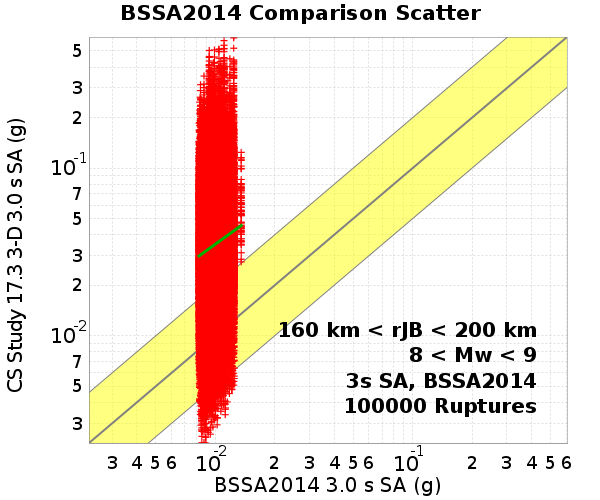 BSSA2014 Comparison Scatter
CS Study 17.3 3-D 3.0 s SA (g)
5
3
2
10-1
7
5
3
2
10-2
7
5
3
160 km < rJB < 200 km
8 < Mw < 9
3s SA, BSSA2014
100000 Ruptures
3 4 5 6 10-2 2 3 4 5 6 10-1 2 3 4 5 6
BSSA2014 3.0 s SA (g)